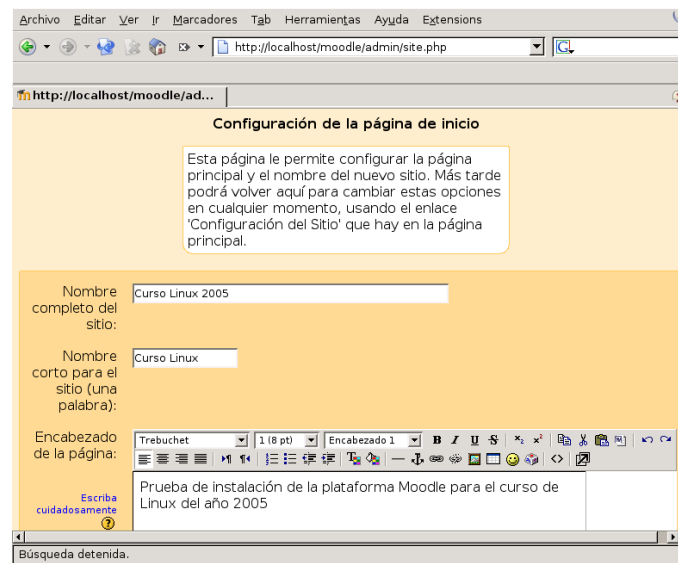 Archivo Editar Ver Ir Marcadores Tab Herramientas Ayuda Extensions
http://localhost/moodle/admin/site.php
http://localhost/moodle/ad...
Configuración de la página de inicio
Esta página le permite configurar la página
principal y el nombre del nuevo sitio. Más tarde
podrá volver aquí para cambiar estas opciones
en cualquier momento, usando el enlace
'Configuración del Sitio' que hay en la página
principal.
Nombre
completo del
sitio:
Curso Linux 2005
Nombre
corto para el
sitio (una
palabra):
Curso Linux
Encabezado
de la página:
Trebuchet 1 (8 pt) Encabezado 1 B I U S x₂ x²
Escriba
cuidadosamente
Prueba de instalación de la plataforma Moodle para el curso de
Linux del año 2005
Búsqueda detenida.